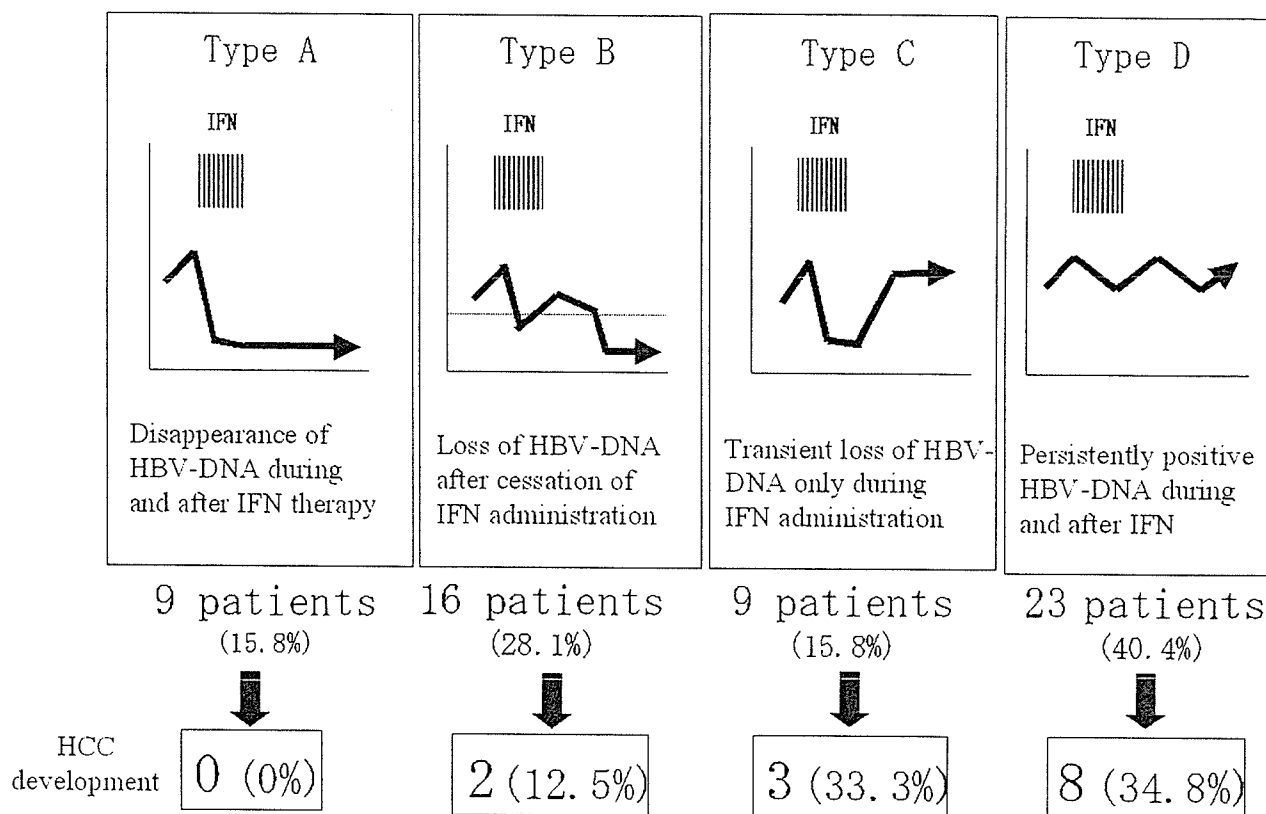 Type A
IFN
Disappearance of
HBV-DNA during
and after IFN therapy
9 patients
(15.8%)
Type B
IFN
Loss of HBV-DNA
after cessation of
IFN administration
16 patients
(28.1%)
Type C
IFN
Transient loss of HBV-
DNA only during
IFN administration
9 patients
(15.8%)
Type D
IFN
Persistently positive
HBV-DNA during
and after IFN
23 patients
(40.4%)
HCC
development
0 (0%)
2 (12.5%)
3 (33.3%)
8 (34.8%)